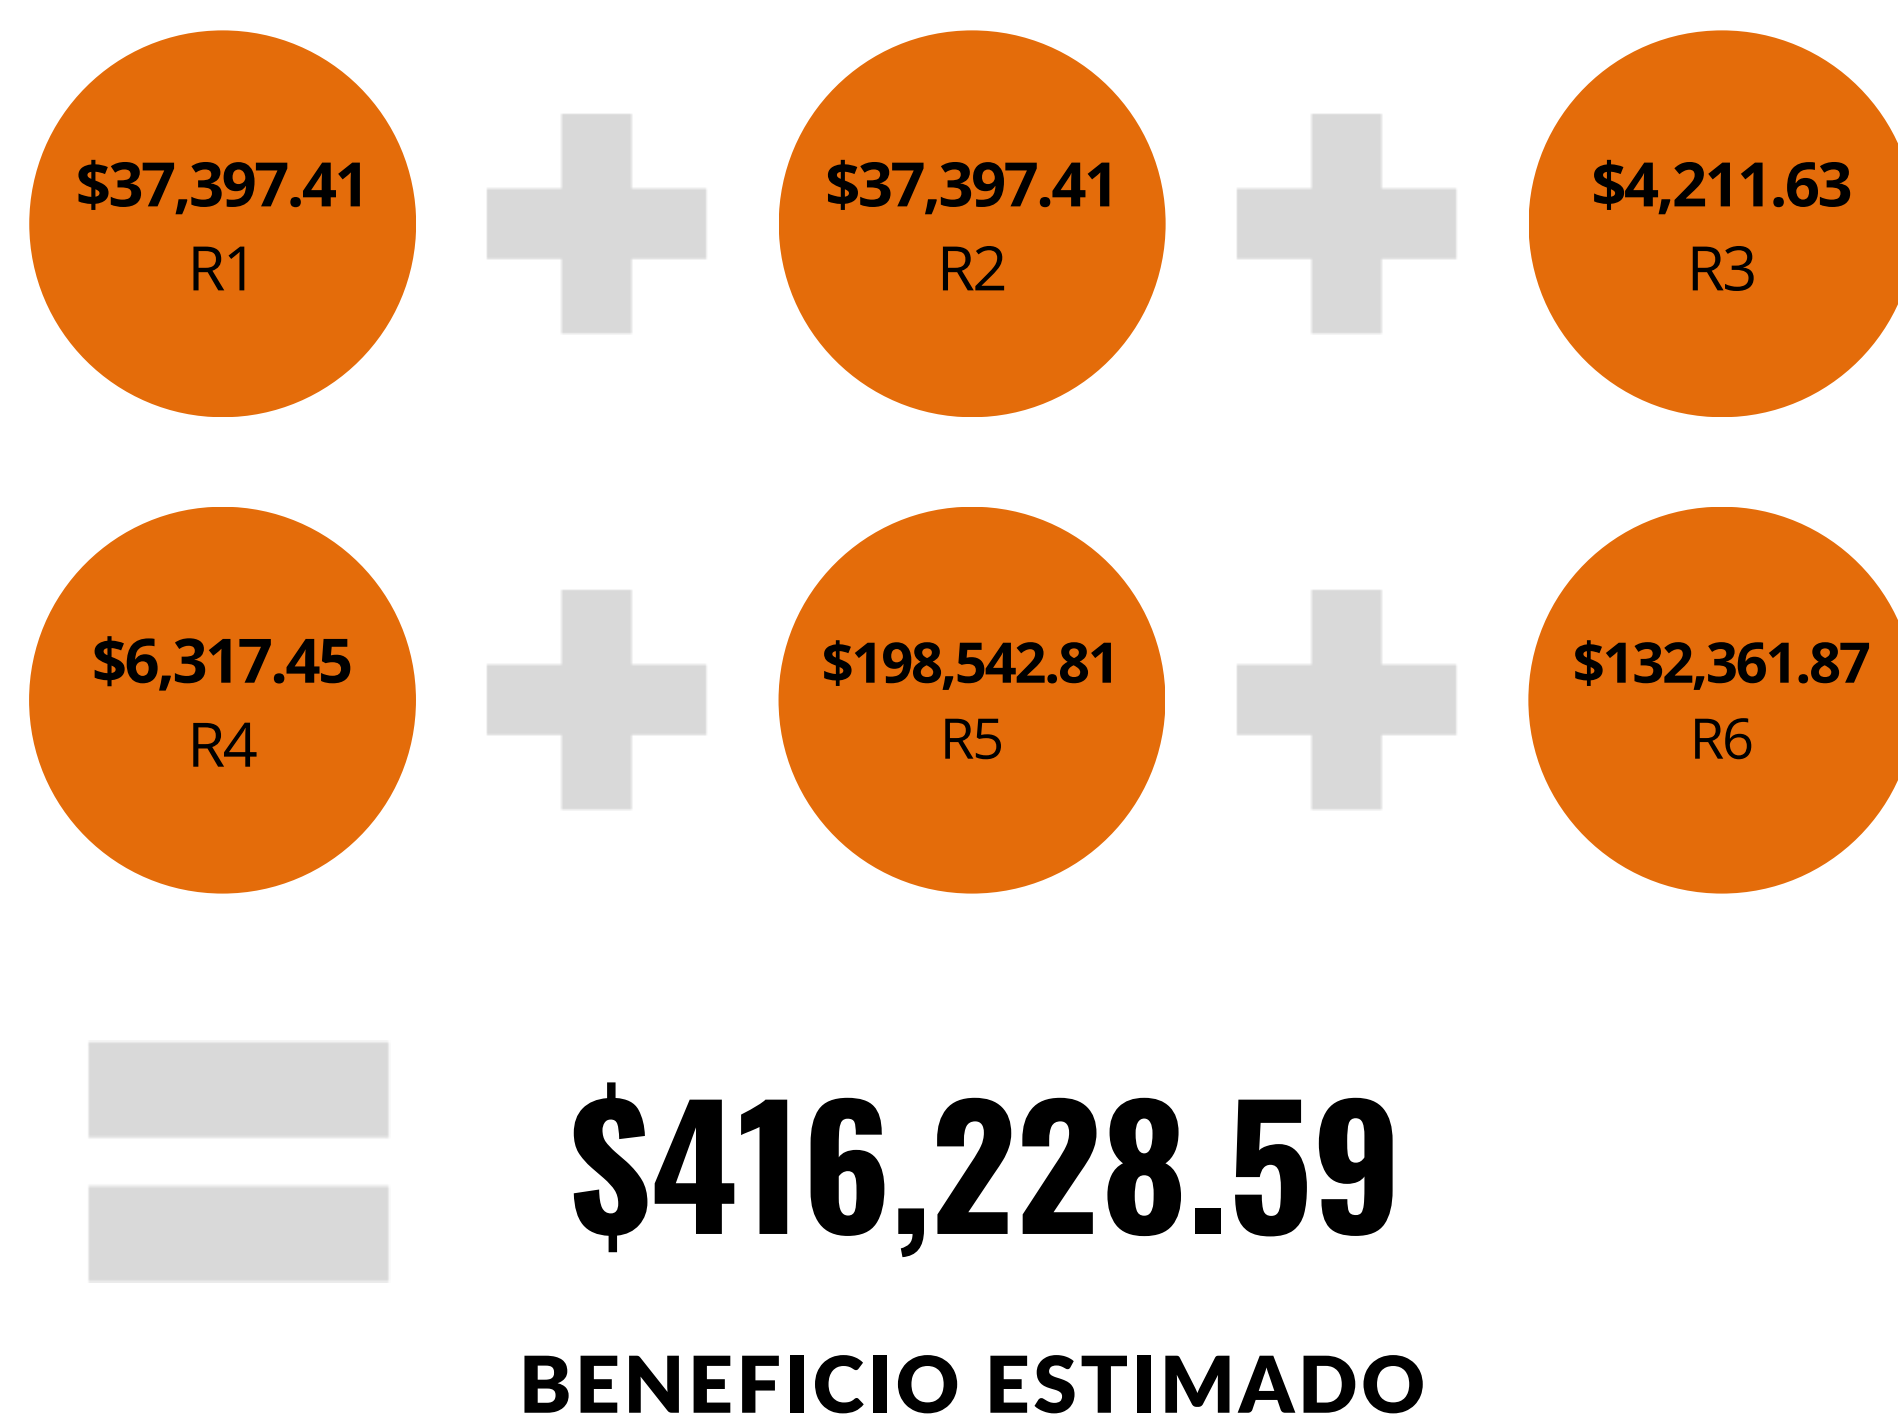 $37,397.41
R1
$37,397.41
R2
$4,211.63
R3
$6,317.45
R4
$198,542.81
R5
$132,361.87
R6
$416,228.59
BENEFICIO ESTIMADO